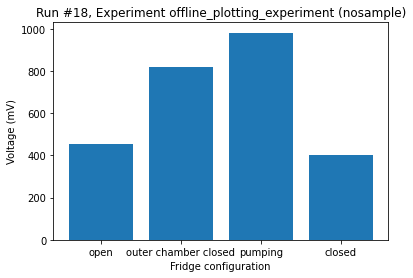 Run #18, Experiment offline_plotting_experiment (nosample)
1000
800
600
400
200
0
Voltage (mV)
open outer chamber closed pumping closed
Fridge configuration